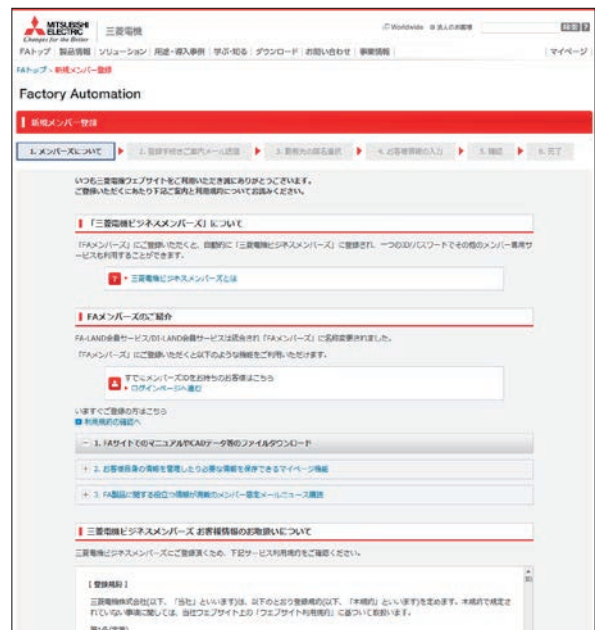 MITSUBISHI
ELECTRIC
Changes for the Better
三菱電機
Worldwide
法人のお客様
検索
?
FAトップ
製品情報
ソリューション
用途・導入事例
学ぶ・知る
ダウンロード
お問い合わせ
事業情報
マイページ
FAトップ > 新規メンバー登録
Factory Automation
新規メンバー登録
1. メンバーズについて
2. 登録手続きご案内メール送信
3. 勤務先の国名選択
4. お客様情報の入力
5. 確認
6. 完了
いつも三菱電機ウェブサイトをご利用いただき誠にありがとうございます。
ご登録いただくにあたり下記ご案内と利用規約についてお読みください。
「三菱電機ビジネスメンバーズ」について
「FAメンバーズ」にご登録いただくと、自動的に「三菱電機ビジネスメンバーズ」に登録され、一つのID/パスワードでその他のメンバー専用サ
ービスも利用することができます。
?
三菱電機ビジネスメンバーズとは
FAメンバーズのご紹介
FA-LAND会員サービス/DI-LAND会員サービスは統合され「FAメンバーズ」に名称変更されました。
「FAメンバーズ」にご登録いただくと以下のような機能をご利用いただけます。
すでにメンバーズIDをお持ちのお客様はこちら
ログインページへ進む
いますぐご登録の方はこちら
利用規約の確認へ
− 1. FAサイトでのマニュアルやCADデータ等のファイルダウンロード
+ 2. お客様自身の情報を管理したり必要な情報を保存できるマイページ機能
+ 3. FA製品に関する役立つ情報が満載のメンバー限定メールニュース購読
三菱電機ビジネスメンバーズ お客様情報のお取扱いについて
三菱電機ビジネスメンバーズにご登録頂くため、下記サービス利用規約をご確認ください。
【登録規約】
三菱電機株式会社(以下、「当社」といいます)は、以下のとおり登録規約(以下、「本規約」といいます)を定めます。本規約で規定さ
れていない事項に関しては、当社ウェブサイト上の「ウェブサイト利用規約」に基づいて取扱います。